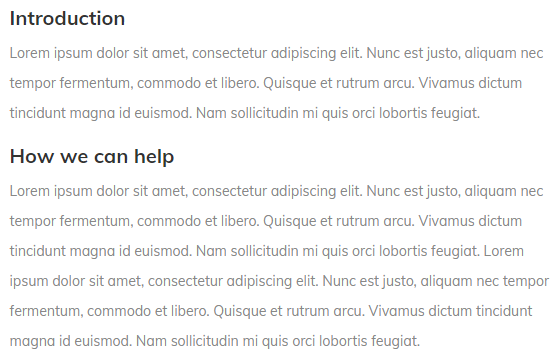 Introduction
Lorem ipsum dolor sit amet, consectetur adipiscing elit. Nunc est justo, aliquam nec
tempor fermentum, commodo et libero. Quisque et rutrum arcu. Vivamus dictum
tincidunt magna id euismod. Nam sollicitudin mi quis orci lobortis feugiat.
How we can help
Lorem ipsum dolor sit amet, consectetur adipiscing elit. Nunc est justo, aliquam nec
tempor fermentum, commodo et libero. Quisque et rutrum arcu. Vivamus dictum
tincidunt magna id euismod. Nam sollicitudin mi quis orci lobortis feugiat. Lorem
ipsum dolor sit amet, consectetur adipiscing elit. Nunc est justo, aliquam nec tempor
fermentum, commodo et libero. Quisque et rutrum arcu. Vivamus dictum tincidunt
magna id euismod. Nam sollicitudin mi quis orci lobortis feugiat.